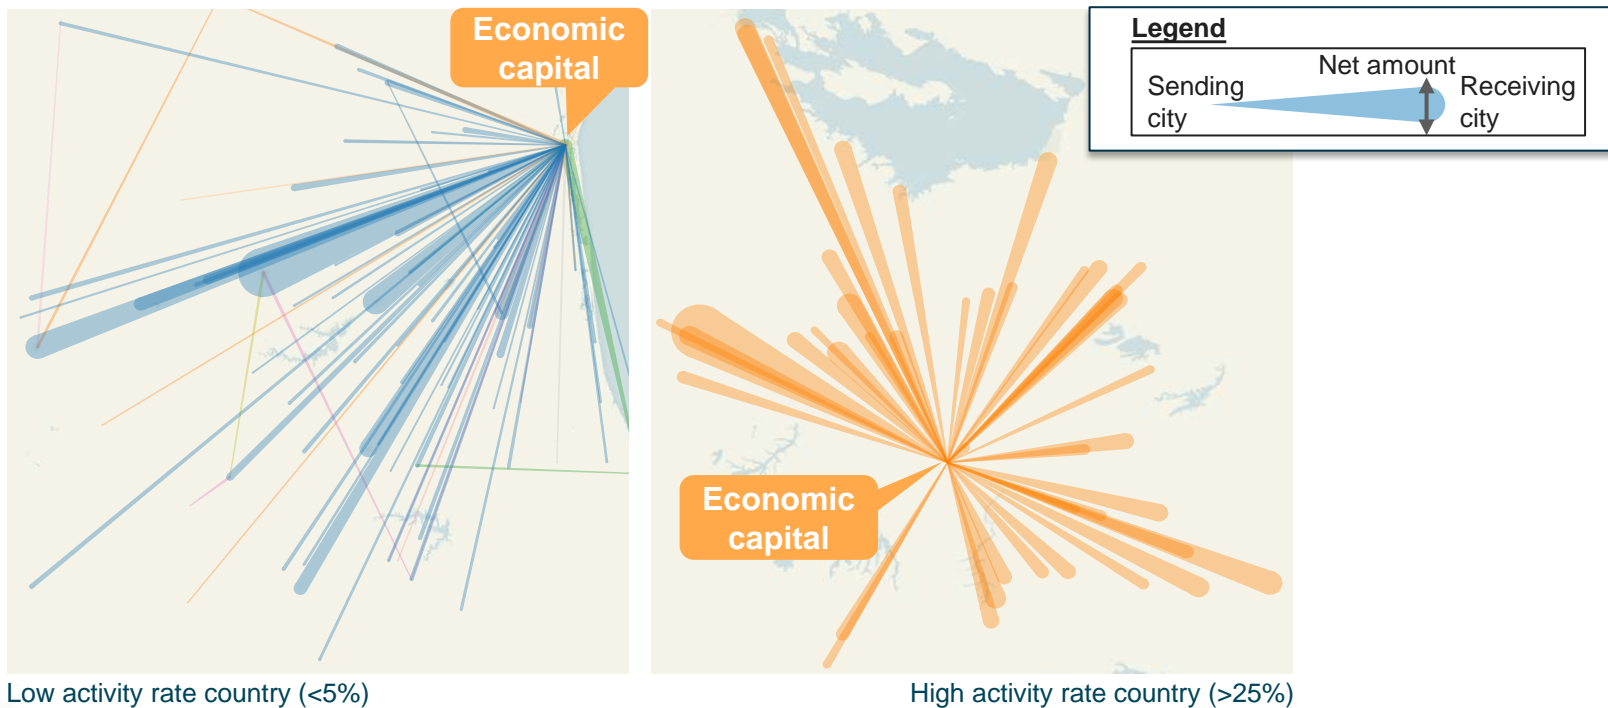 Economic
capital
Economic
capital
Legend
Net amount
Sending
city
Receiving
city
Low activity rate country (<5%)
High activity rate country (>25%)